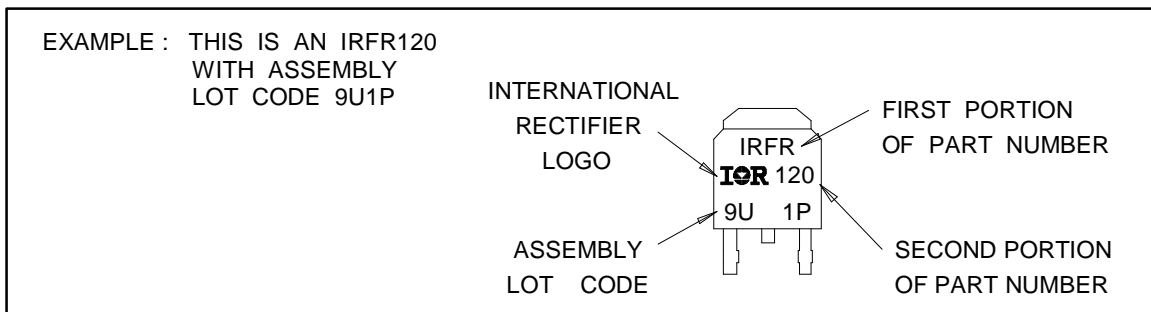 EXAMPLE : THIS IS AN IRFR120
WITH ASSEMBLY
LOT CODE 9U1P
INTERNATIONAL
RECTIFIER
LOGO
FIRST PORTION
OF PART NUMBER
IRFR
IOR 120
9U 1P
ASSEMBLY
LOT CODE
SECOND PORTION
OF PART NUMBER